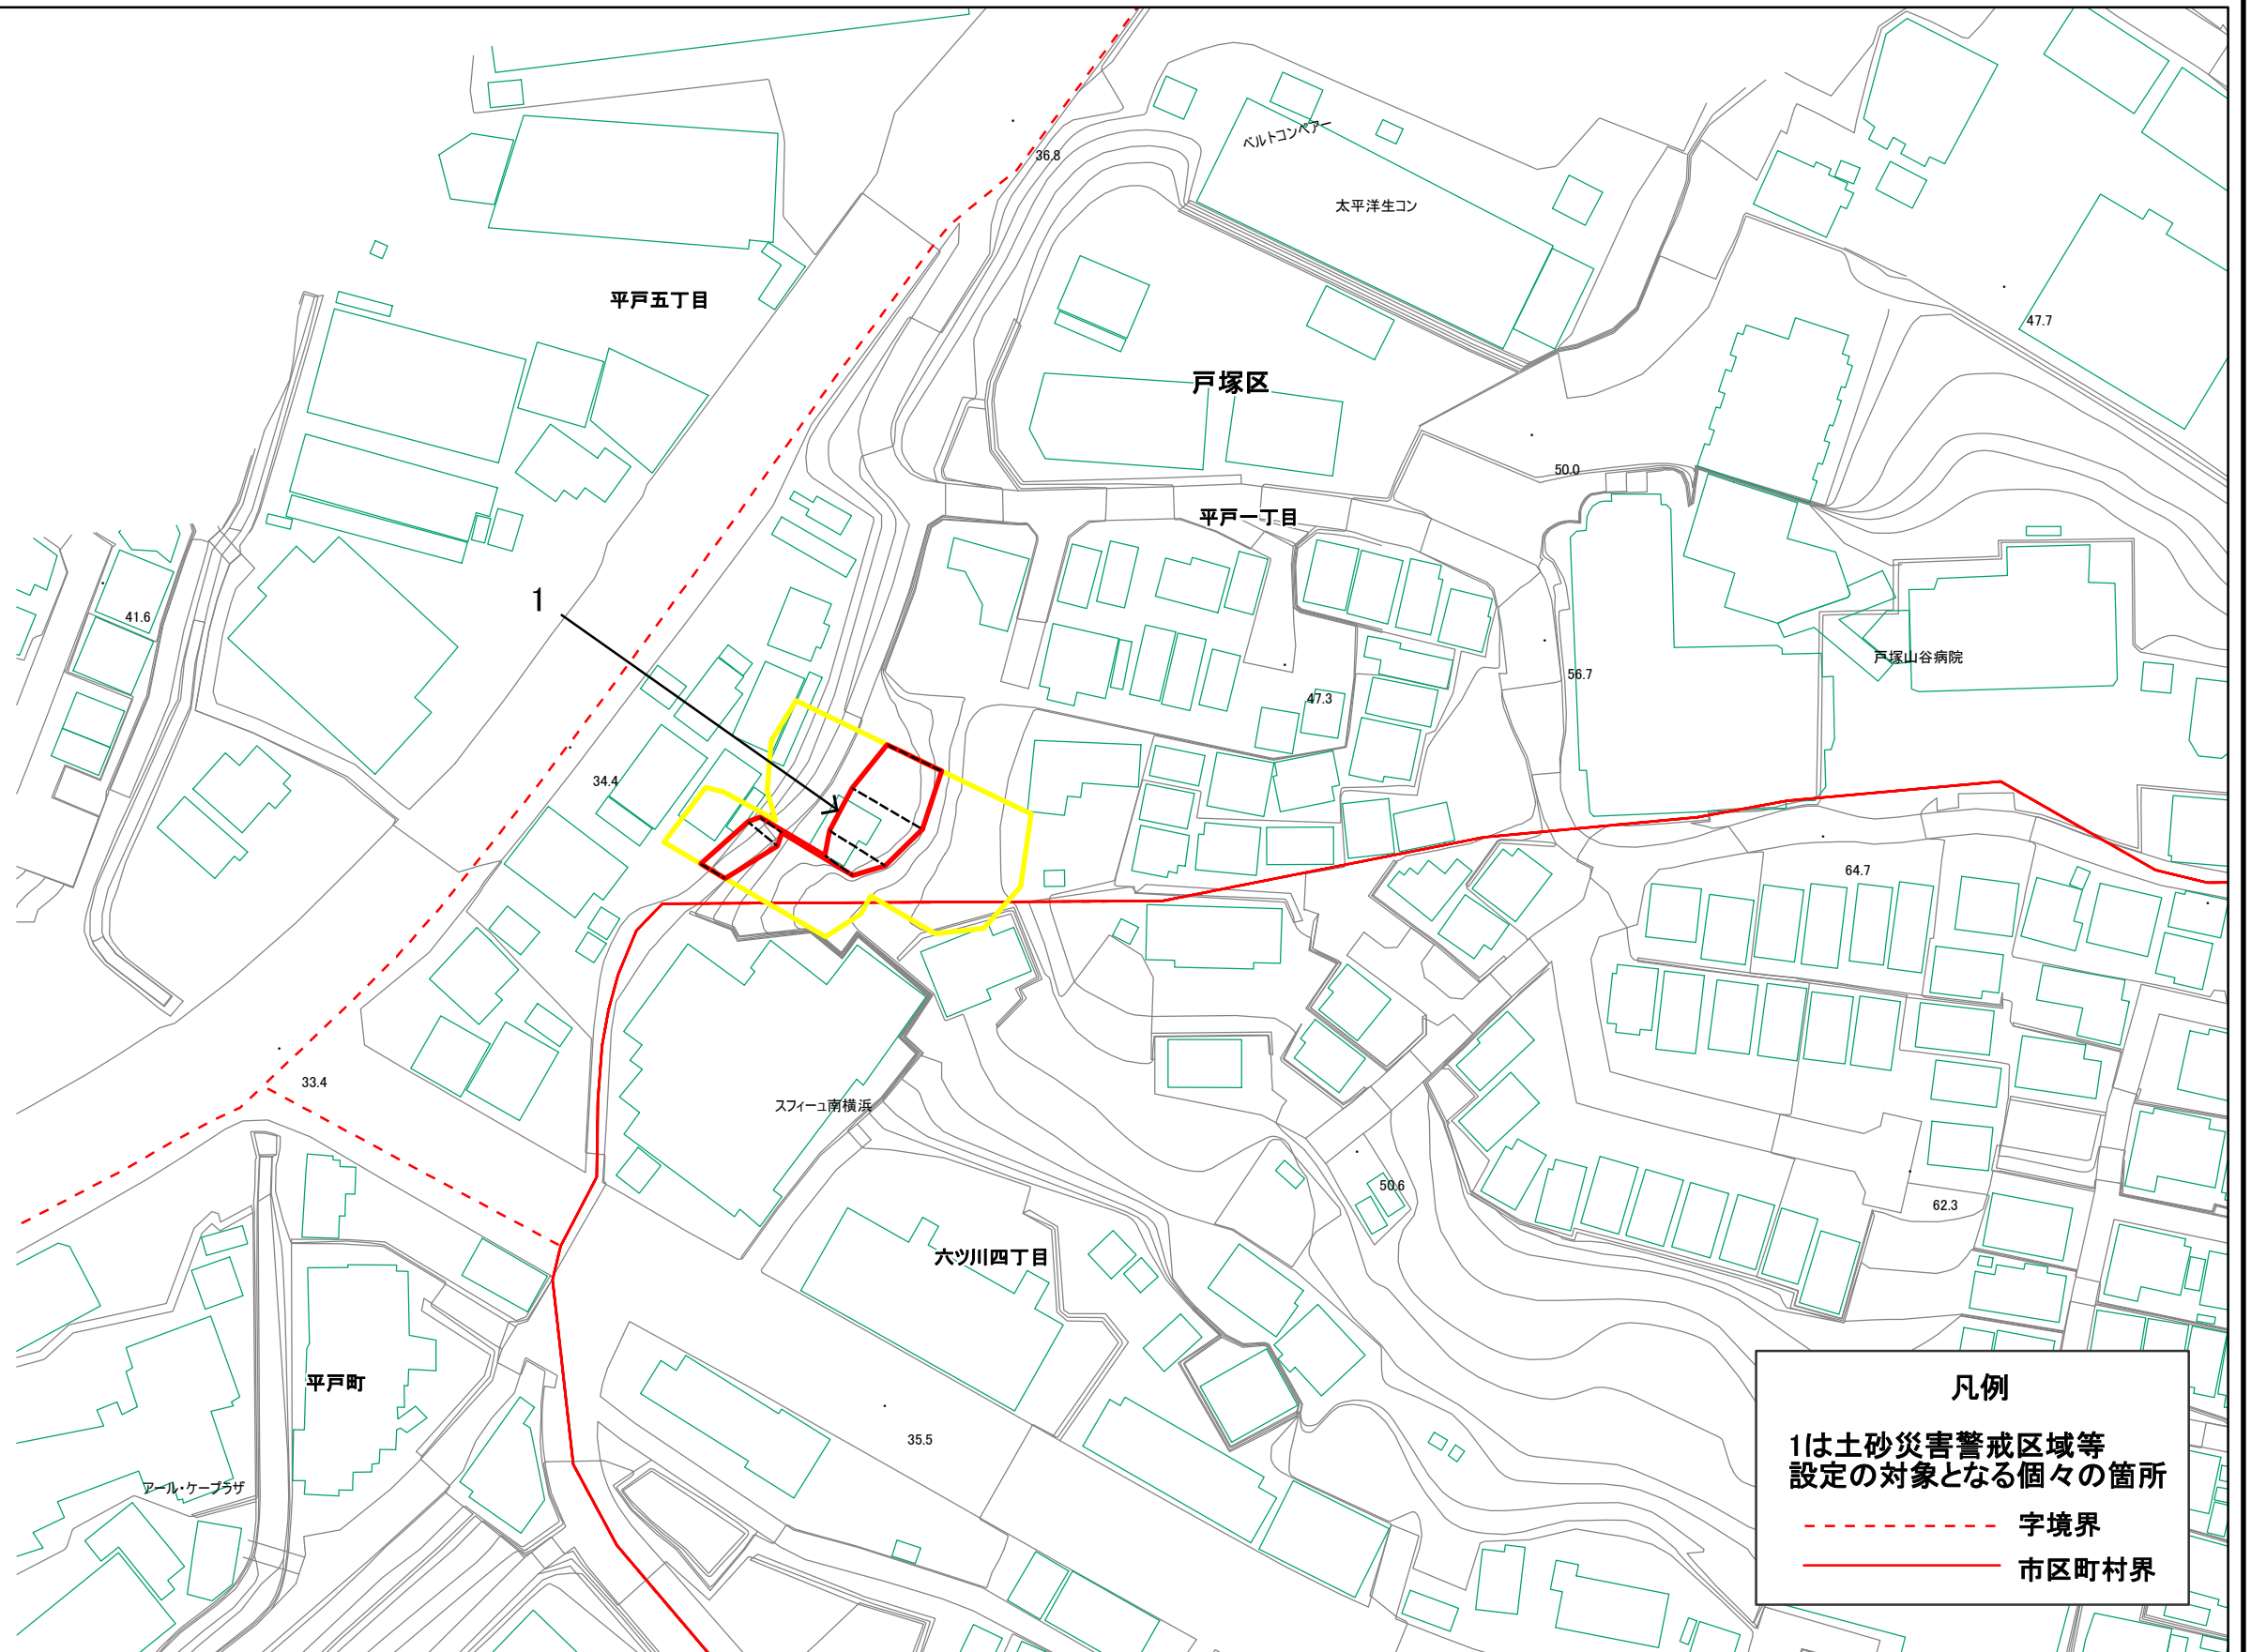 36.8
ベルトコンベアー
太平洋生コン
平戸五丁目
47.7
戸塚区
50.0
平戸一丁目
1
41.6
戸塚山谷病院
56.7
47.3
34.4
64.7
33.4
スフィーユ南横浜
50.6
62.3
六ツ川四丁目
平戸町
35.5
アール・ケープラザ
凡例
1は土砂災害警戒区域等
設定の対象となる個々の箇所
字境界
市区町村界